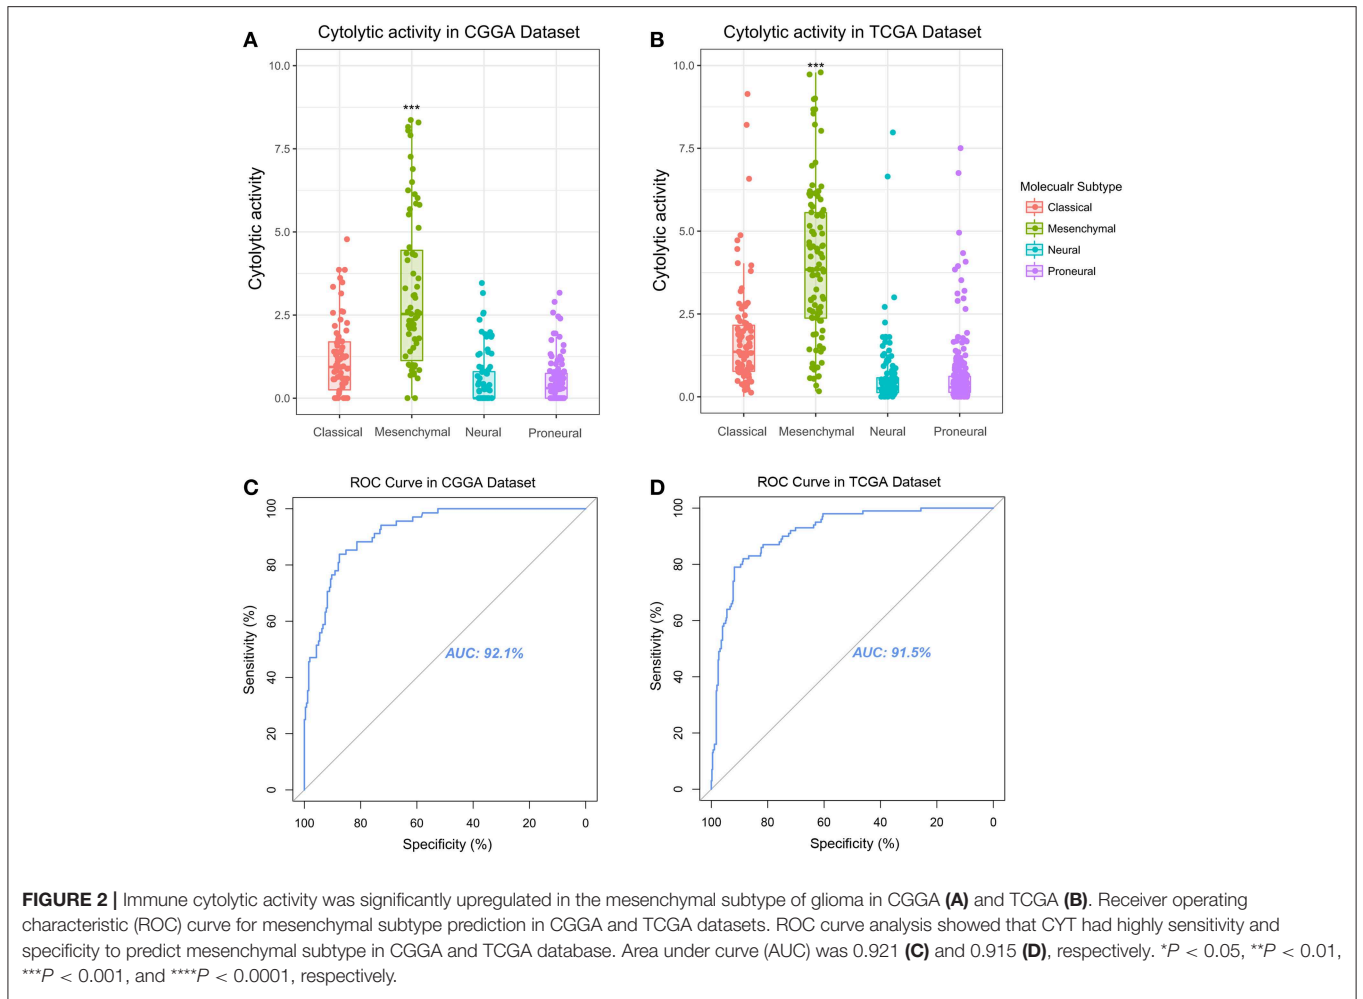 A
Cytolytic activity in CGGA Dataset
10.0
7.5
5.0
2.5
0.0
Cytolytic activity
***
Classical
Mesenchymal
Neural
Proneural
B
Cytolytic activity in TCGA Dataset
10.0
7.5
5.0
2.5
0.0
Cytolytic activity
***
Classical
Mesenchymal
Neural
Proneural
Molecualr Subtype
Classical
Mesenchymal
Neural
Proneural
C
ROC Curve in CGGA Dataset
100
80
60
40
20
0
Sensitivity (%)
AUC: 92.1%
100 80 60 40 20 0
Specificity (%)
D
ROC Curve in TCGA Dataset
100
80
60
40
20
0
Sensitivity (%)
AUC: 91.5%
100 80 60 40 20 0
Specificity (%)
FIGURE 2 | Immune cytolytic activity was significantly upregulated in the mesenchymal subtype of glioma in CGGA (A) and TCGA (B). Receiver operating
characteristic (ROC) curve for mesenchymal subtype prediction in CGGA and TCGA datasets. ROC curve analysis showed that CYT had highly sensitivity and
specificity to predict mesenchymal subtype in CGGA and TCGA database. Area under curve (AUC) was 0.921 (C) and 0.915 (D), respectively. *P < 0.05, **P < 0.01,
***P < 0.001, and ****P < 0.0001, respectively.